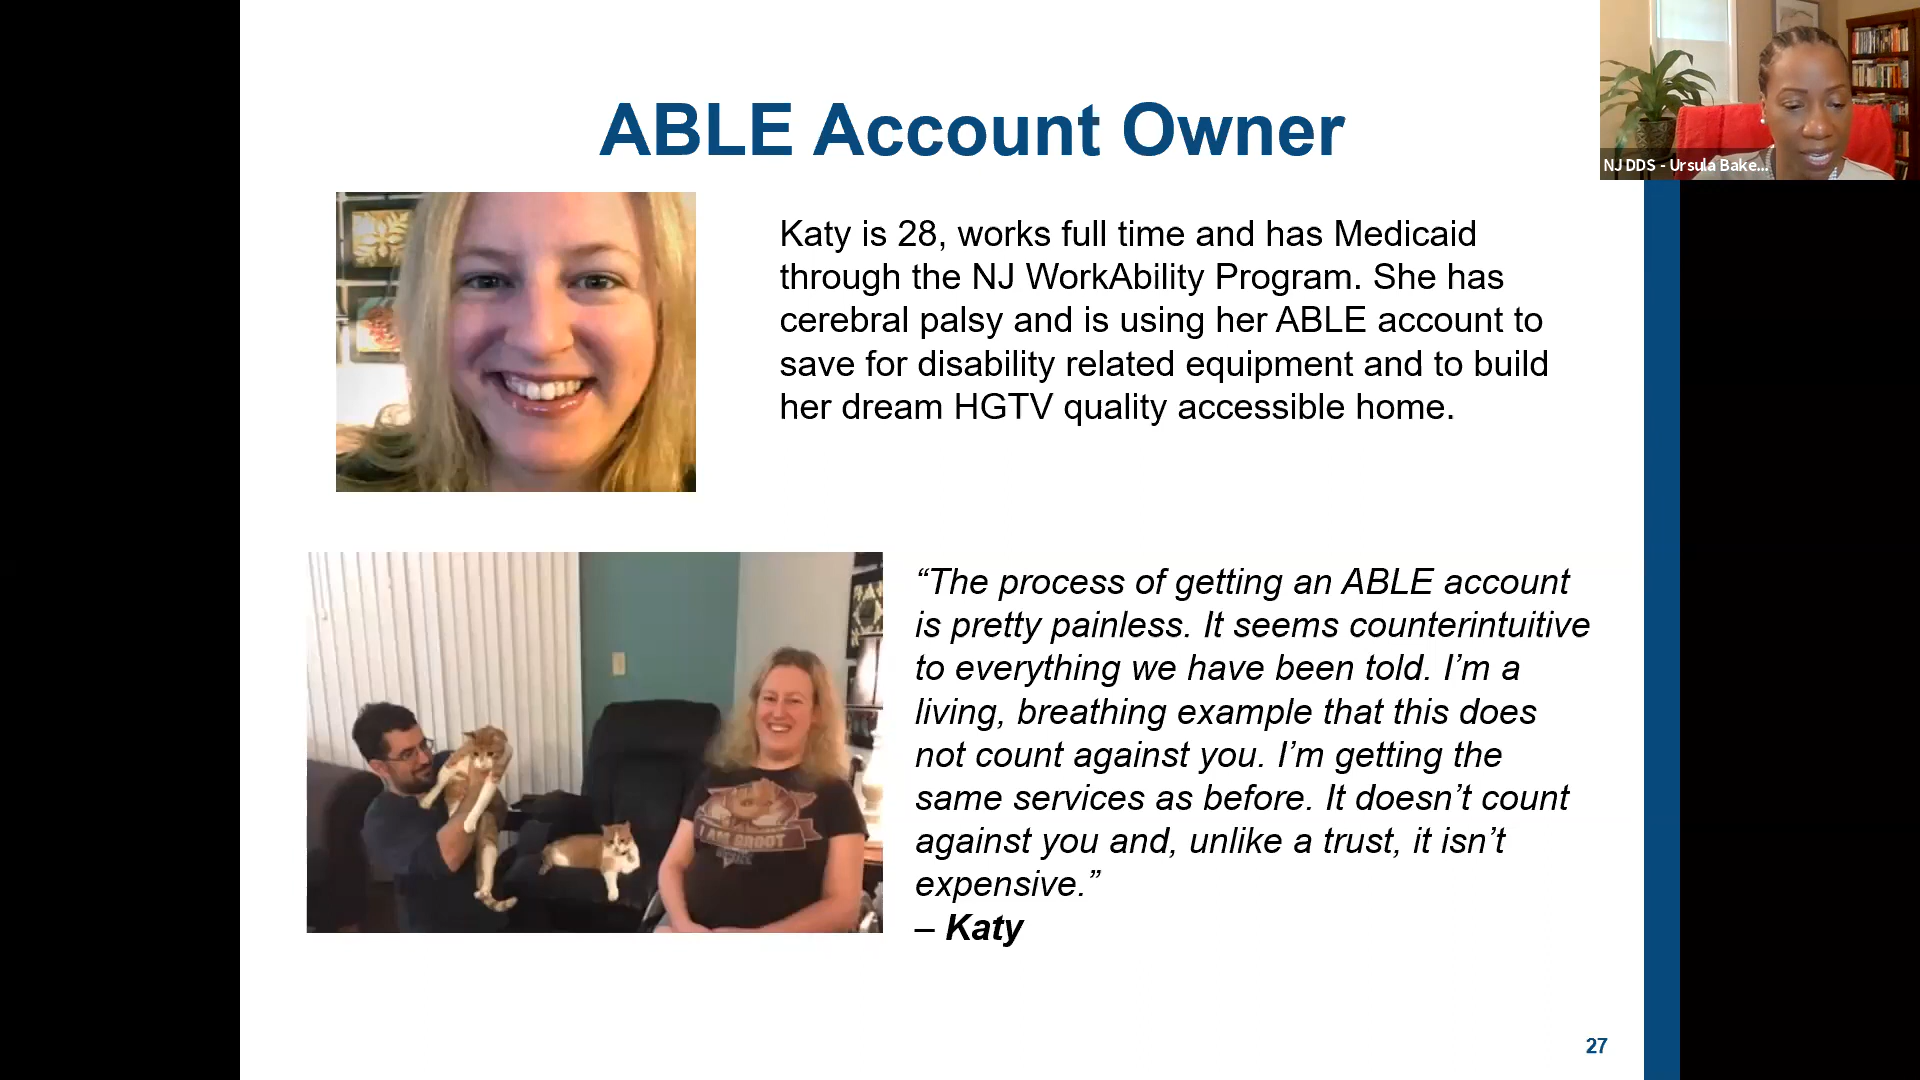 ABLE Account Owner
NJ DDS - Ursula Bake...
Katy is 28, works full time and has Medicaid
through the NJ WorkAbility Program. She has
cerebral palsy and is using her ABLE account to
save for disability related equipment and to build
her dream HGTV quality accessible home.
I AM GROOT
“The process of getting an ABLE account
is pretty painless. It seems counterintuitive
to everything we have been told. I’m a
living, breathing example that this does
not count against you. I’m getting the
same services as before. It doesn’t count
against you and, unlike a trust, it isn’t
expensive.”
– Katy
27